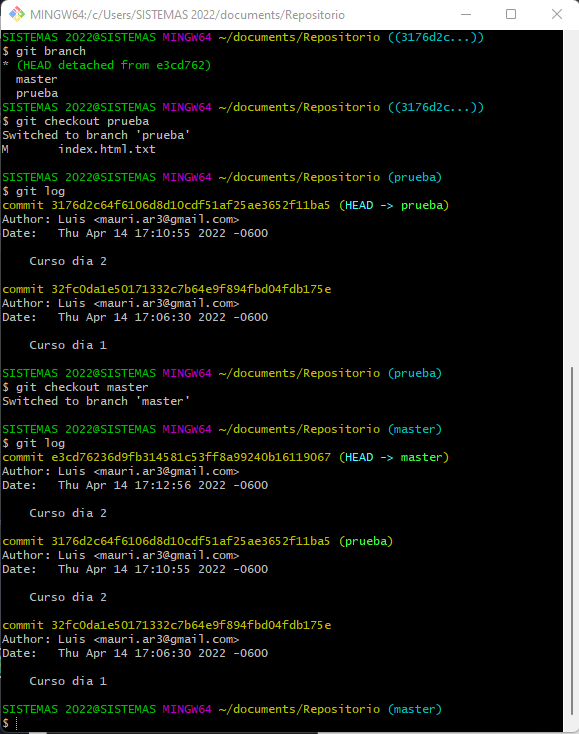 MINGW64:/c/Users/SISTEMAS 2022/documents/Repositorio
SISTEMAS 2022@SISTEMAS MINGW64 ~/documents/Repositorio ((3176d2c...))
$ git branch
* (HEAD detached from e3cd762)
  master
  prueba
SISTEMAS 2022@SISTEMAS MINGW64 ~/documents/Repositorio ((3176d2c...))
$ git checkout prueba
Switched to branch 'prueba'
M       index.html.txt
SISTEMAS 2022@SISTEMAS MINGW64 ~/documents/Repositorio (prueba)
$ git log
commit 3176d2c64f6106d8d10cdf51af25ae3652f11ba5 (HEAD -> prueba)
Author: Luis <mauri.ar3@gmail.com>
Date:   Thu Apr 14 17:10:55 2022 -0600
    Curso dia 2
commit 32fc0da1e50171332c7b64e9f894fbd04fdb175e
Author: Luis <mauri.ar3@gmail.com>
Date:   Thu Apr 14 17:06:30 2022 -0600
    Curso dia 1
SISTEMAS 2022@SISTEMAS MINGW64 ~/documents/Repositorio (prueba)
$ git checkout master
Switched to branch 'master'
SISTEMAS 2022@SISTEMAS MINGW64 ~/documents/Repositorio (master)
$ git log
commit e3cd76236d9fb314581c53ff8a99240b16119067 (HEAD -> master)
Author: Luis <mauri.ar3@gmail.com>
Date:   Thu Apr 14 17:12:56 2022 -0600
    Curso dia 2
commit 3176d2c64f6106d8d10cdf51af25ae3652f11ba5 (prueba)
Author: Luis <mauri.ar3@gmail.com>
Date:   Thu Apr 14 17:10:55 2022 -0600
    Curso dia 2
commit 32fc0da1e50171332c7b64e9f894fbd04fdb175e
Author: Luis <mauri.ar3@gmail.com>
Date:   Thu Apr 14 17:06:30 2022 -0600
    Curso dia 1
SISTEMAS 2022@SISTEMAS MINGW64 ~/documents/Repositorio (master)
$